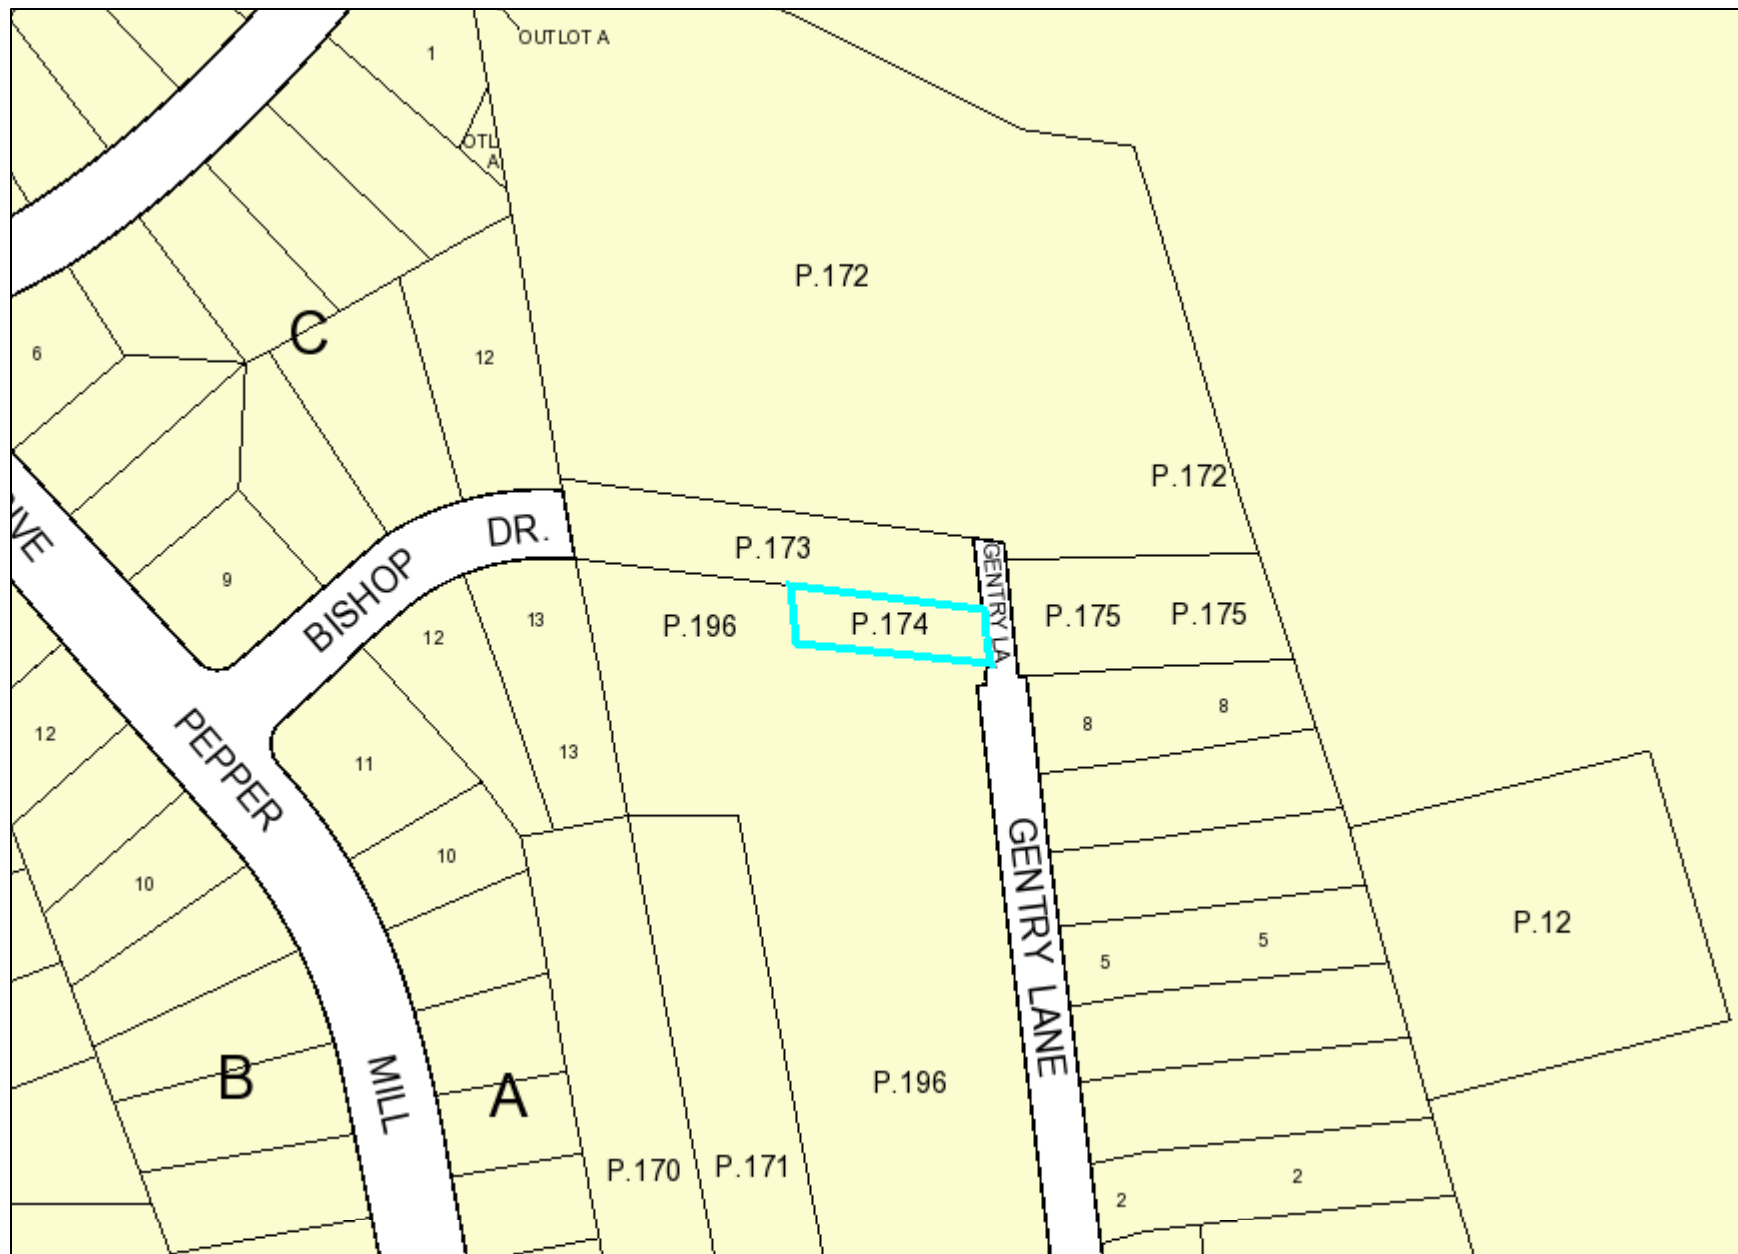 1
OUTLOT A
OTL
A
P.172
C
6
12
P.172
DR.
P.173
GENTRY LA
BISHOP
9
P.196
P.174
P.175
P.175
12
13
8
8
12
PEPPER
11
13
10
10
GENTRY LANE
5
5
P.12
B
MILL
A
P.196
P.170
P.171
2
2